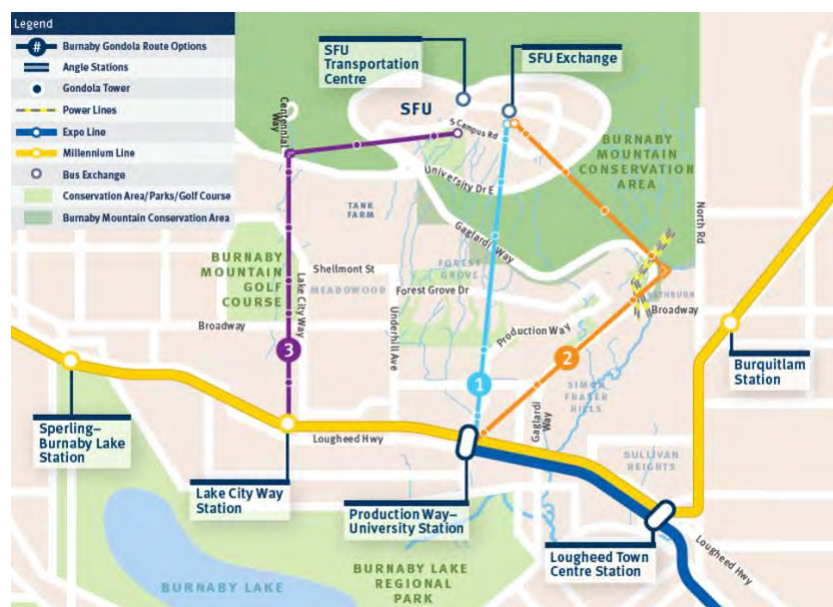 Legend
# Burnaby Gondola Route Options
Angle Stations
Gondola Tower
Power Lines
Expo Line
Millennium Line
Bus Exchange
Conservation Area/Parks/Golf Course
Burnaby Mountain Conservation Area
SFU
Transportation
Centre
SFU Exchange
SFU
Centennial
Way
S Campus Rd
University Dr E
BURNABY
MOUNTAIN
CONSERVATION
AREA
TANK
FARM
Gaglardi Way
North Rd
BURNABY
MOUNTAIN
GOLF
COURSE
Shellmont St
MEADOWOOD
FOREST
GROVE
Forest Grove Dr
Lake City Way
Underhill Ave
Broadway
Production Way
Broadway
3
1
2
SIMON
FRASER
HILLS
Gaglardi
Way
Burquitlam
Station
Sperling–
Burnaby Lake
Station
Lougheed Hwy
SULLIVAN
HEIGHTS
Lake City Way
Station
Production Way–
University Station
Lougheed Town
Centre Station
Lougheed Hwy
BURNABY LAKE
BURNABY LAKE
REGIONAL
PARK